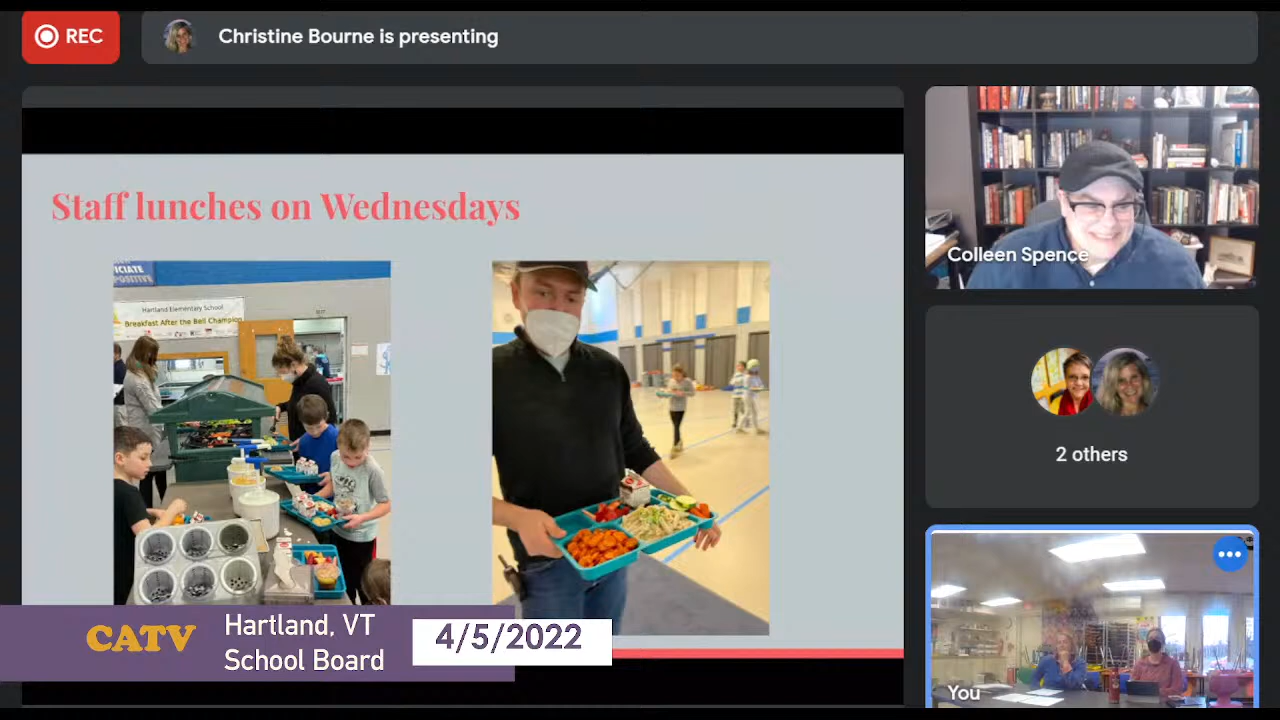 REC
Christine Bourne is presenting
Staff lunches on Wednesdays
Hartland Elementary School
Breakfast After the Bell Champion
Colleen Spence
2 others
You
CATV
Hartland, VT
School Board
4/5/2022